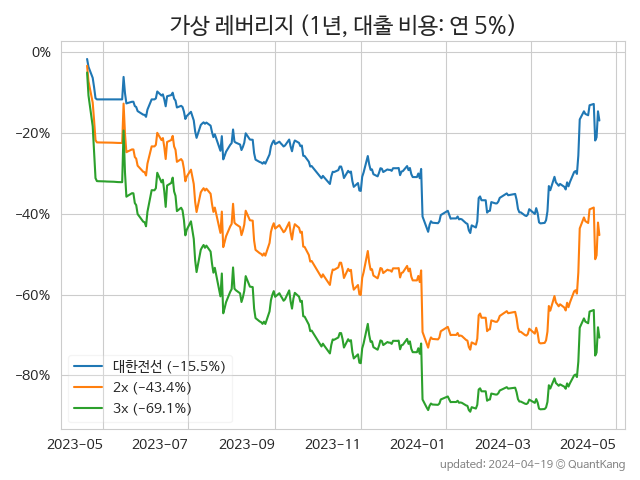 가상 레버리지 (1년, 대출 비용: 연 5%)
0%
−20%
−40%
−60%
−80%
대한전선 (−15.5%)
2x (−43.4%)
3x (−69.1%)
2023-05 2023-07 2023-09 2023-11 2024-01 2024-03 2024-05
updated: 2024-04-19 © QuantKang